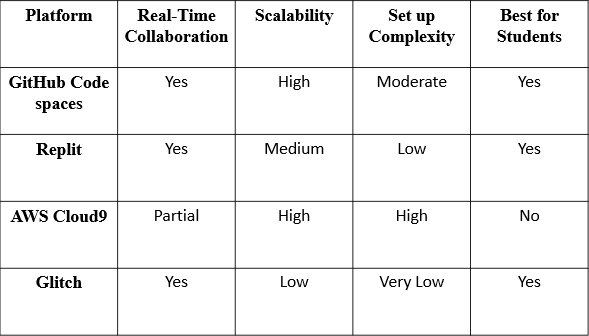 Platform Real-Time Collaboration Scalability Set up Complexity Best for Students
GitHub Code spaces Yes High Moderate Yes
Replit Yes Medium Low Yes
AWS Cloud9 Partial High High No
Glitch Yes Low Very Low Yes